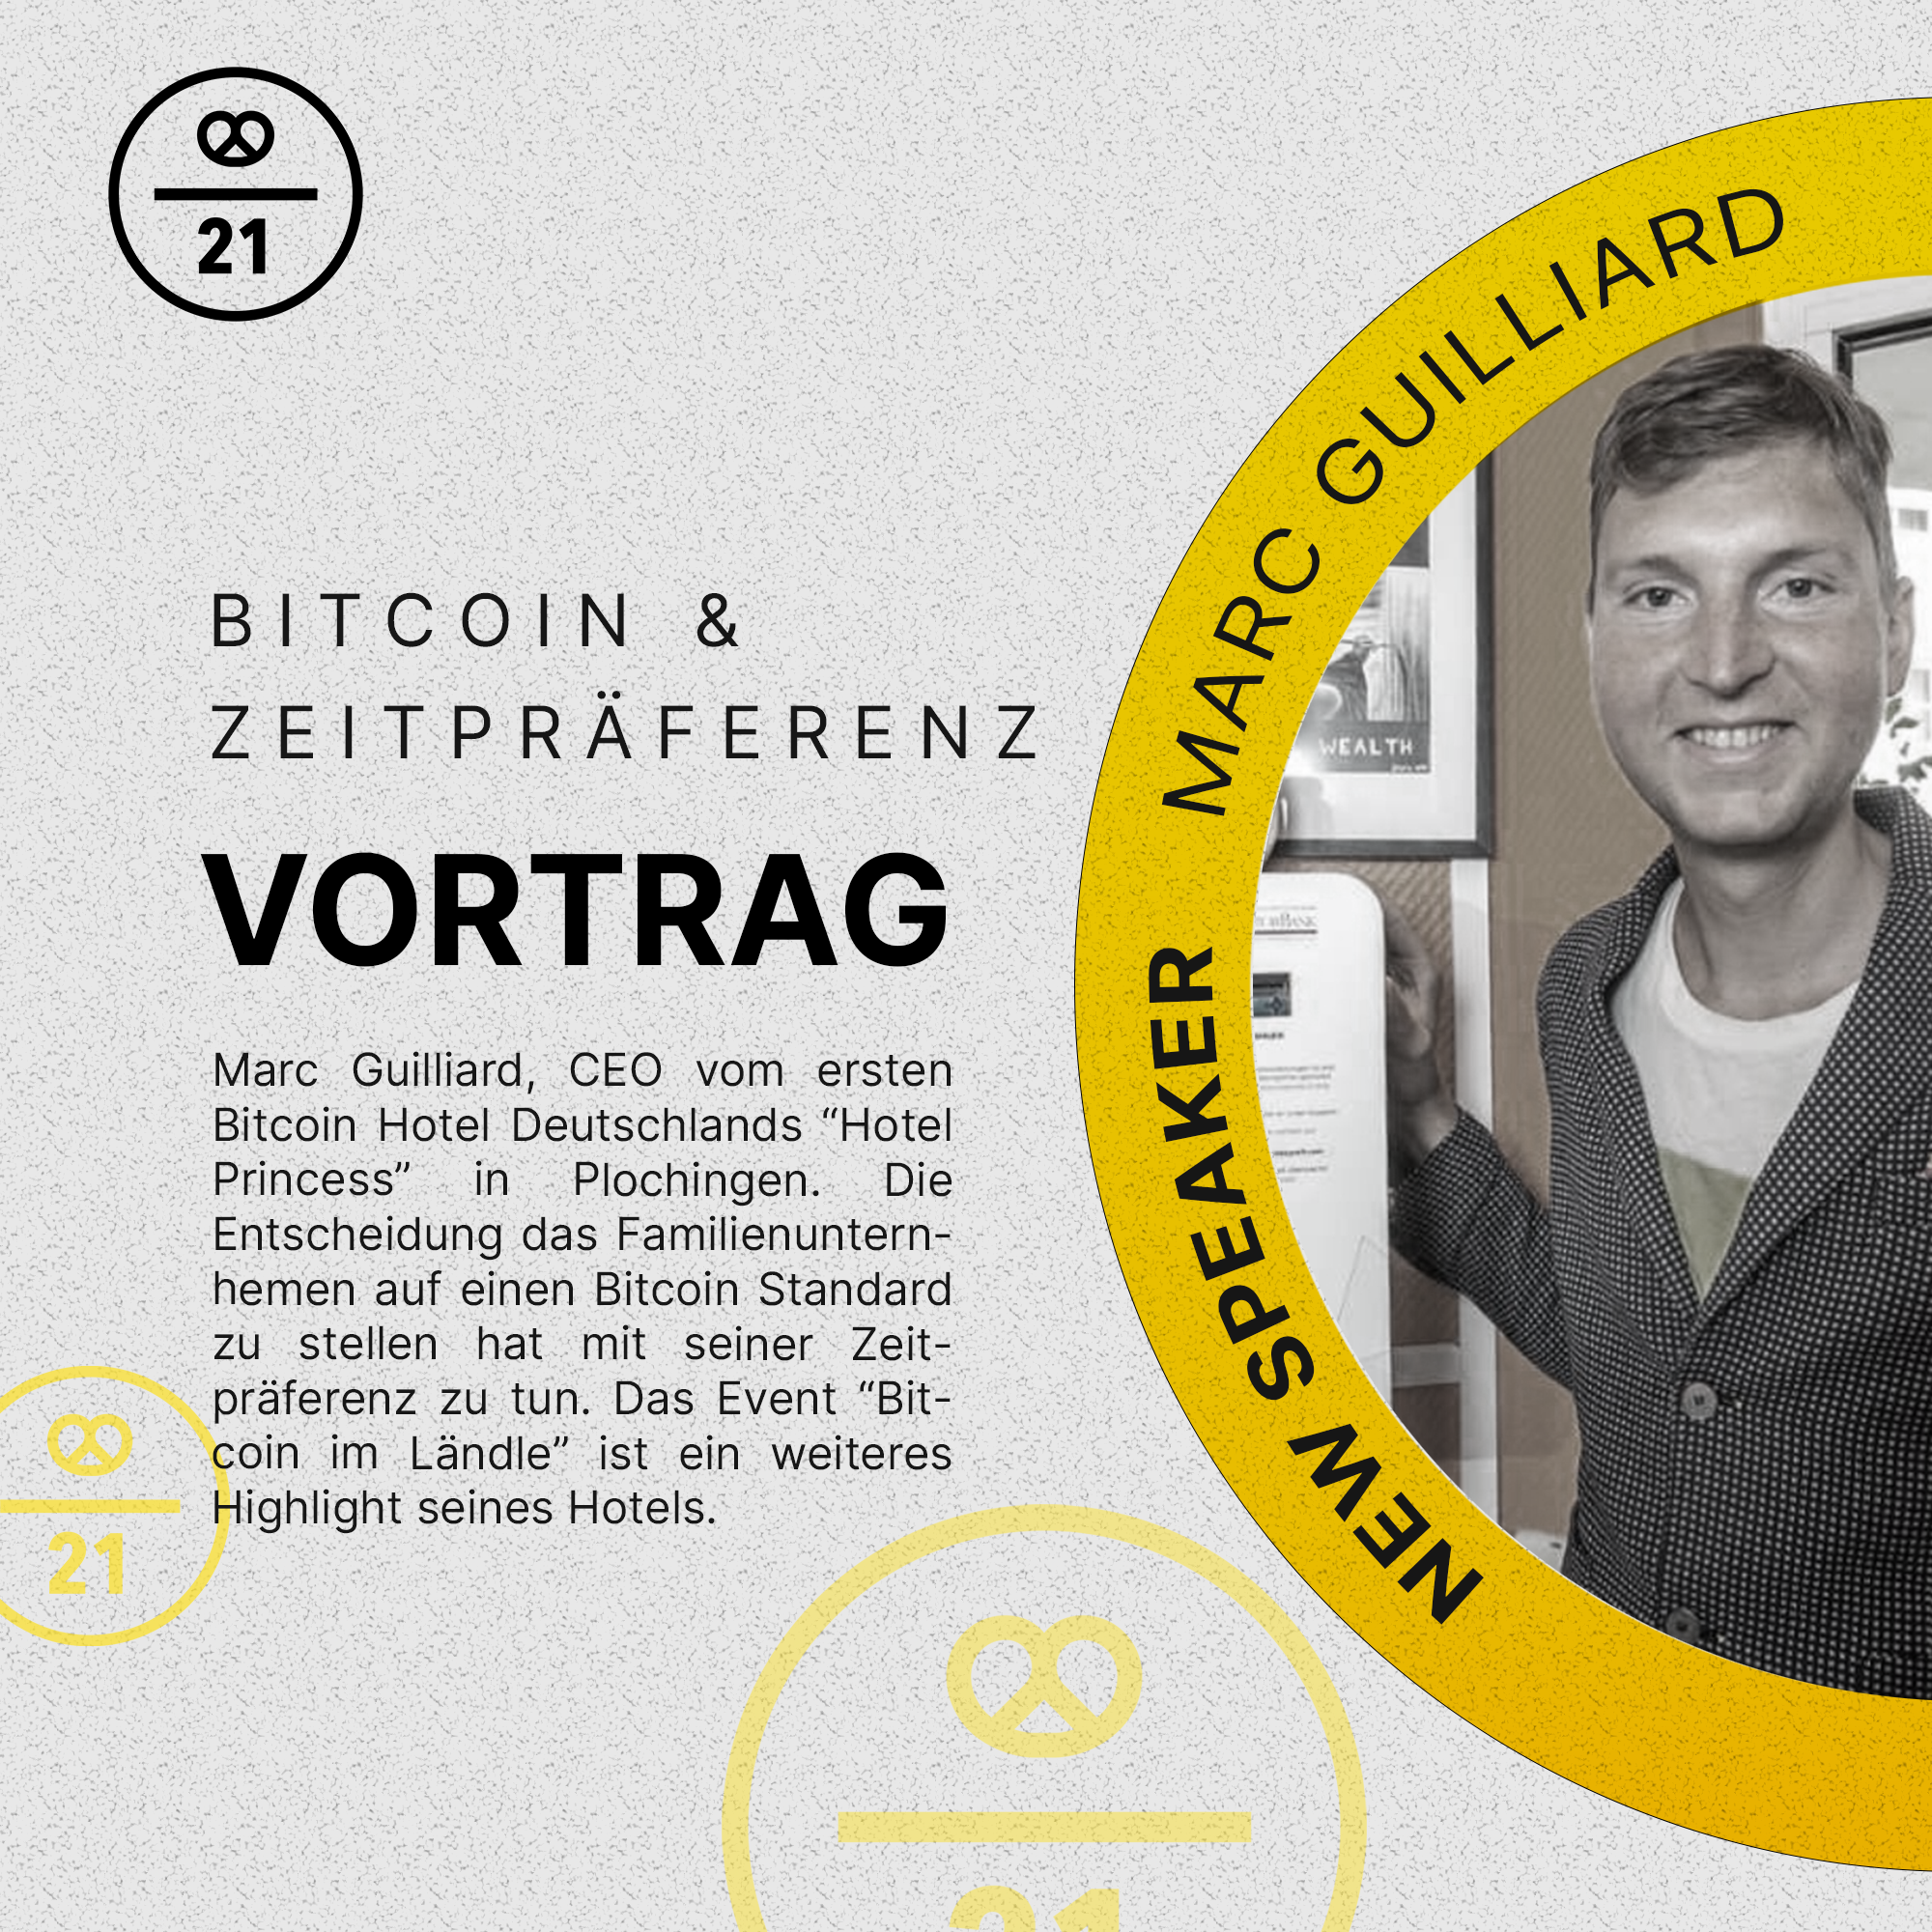 21
BITCOIN &
ZEITPRÄFERENZ
VORTRAG
Marc Guilliard, CEO vom ersten
Bitcoin Hotel Deutschlands “Hotel
Princess” in Plochingen. Die
Entscheidung das Familienuntern-
hemen auf einen Bitcoin Standard
zu stellen hat mit seiner Zeit-
präferenz zu tun. Das Event “Bit-
coin im Ländle” ist ein weiteres
Highlight seines Hotels.
NEW SPEAKER MARC GUILLIARD
WEALTH
21
21